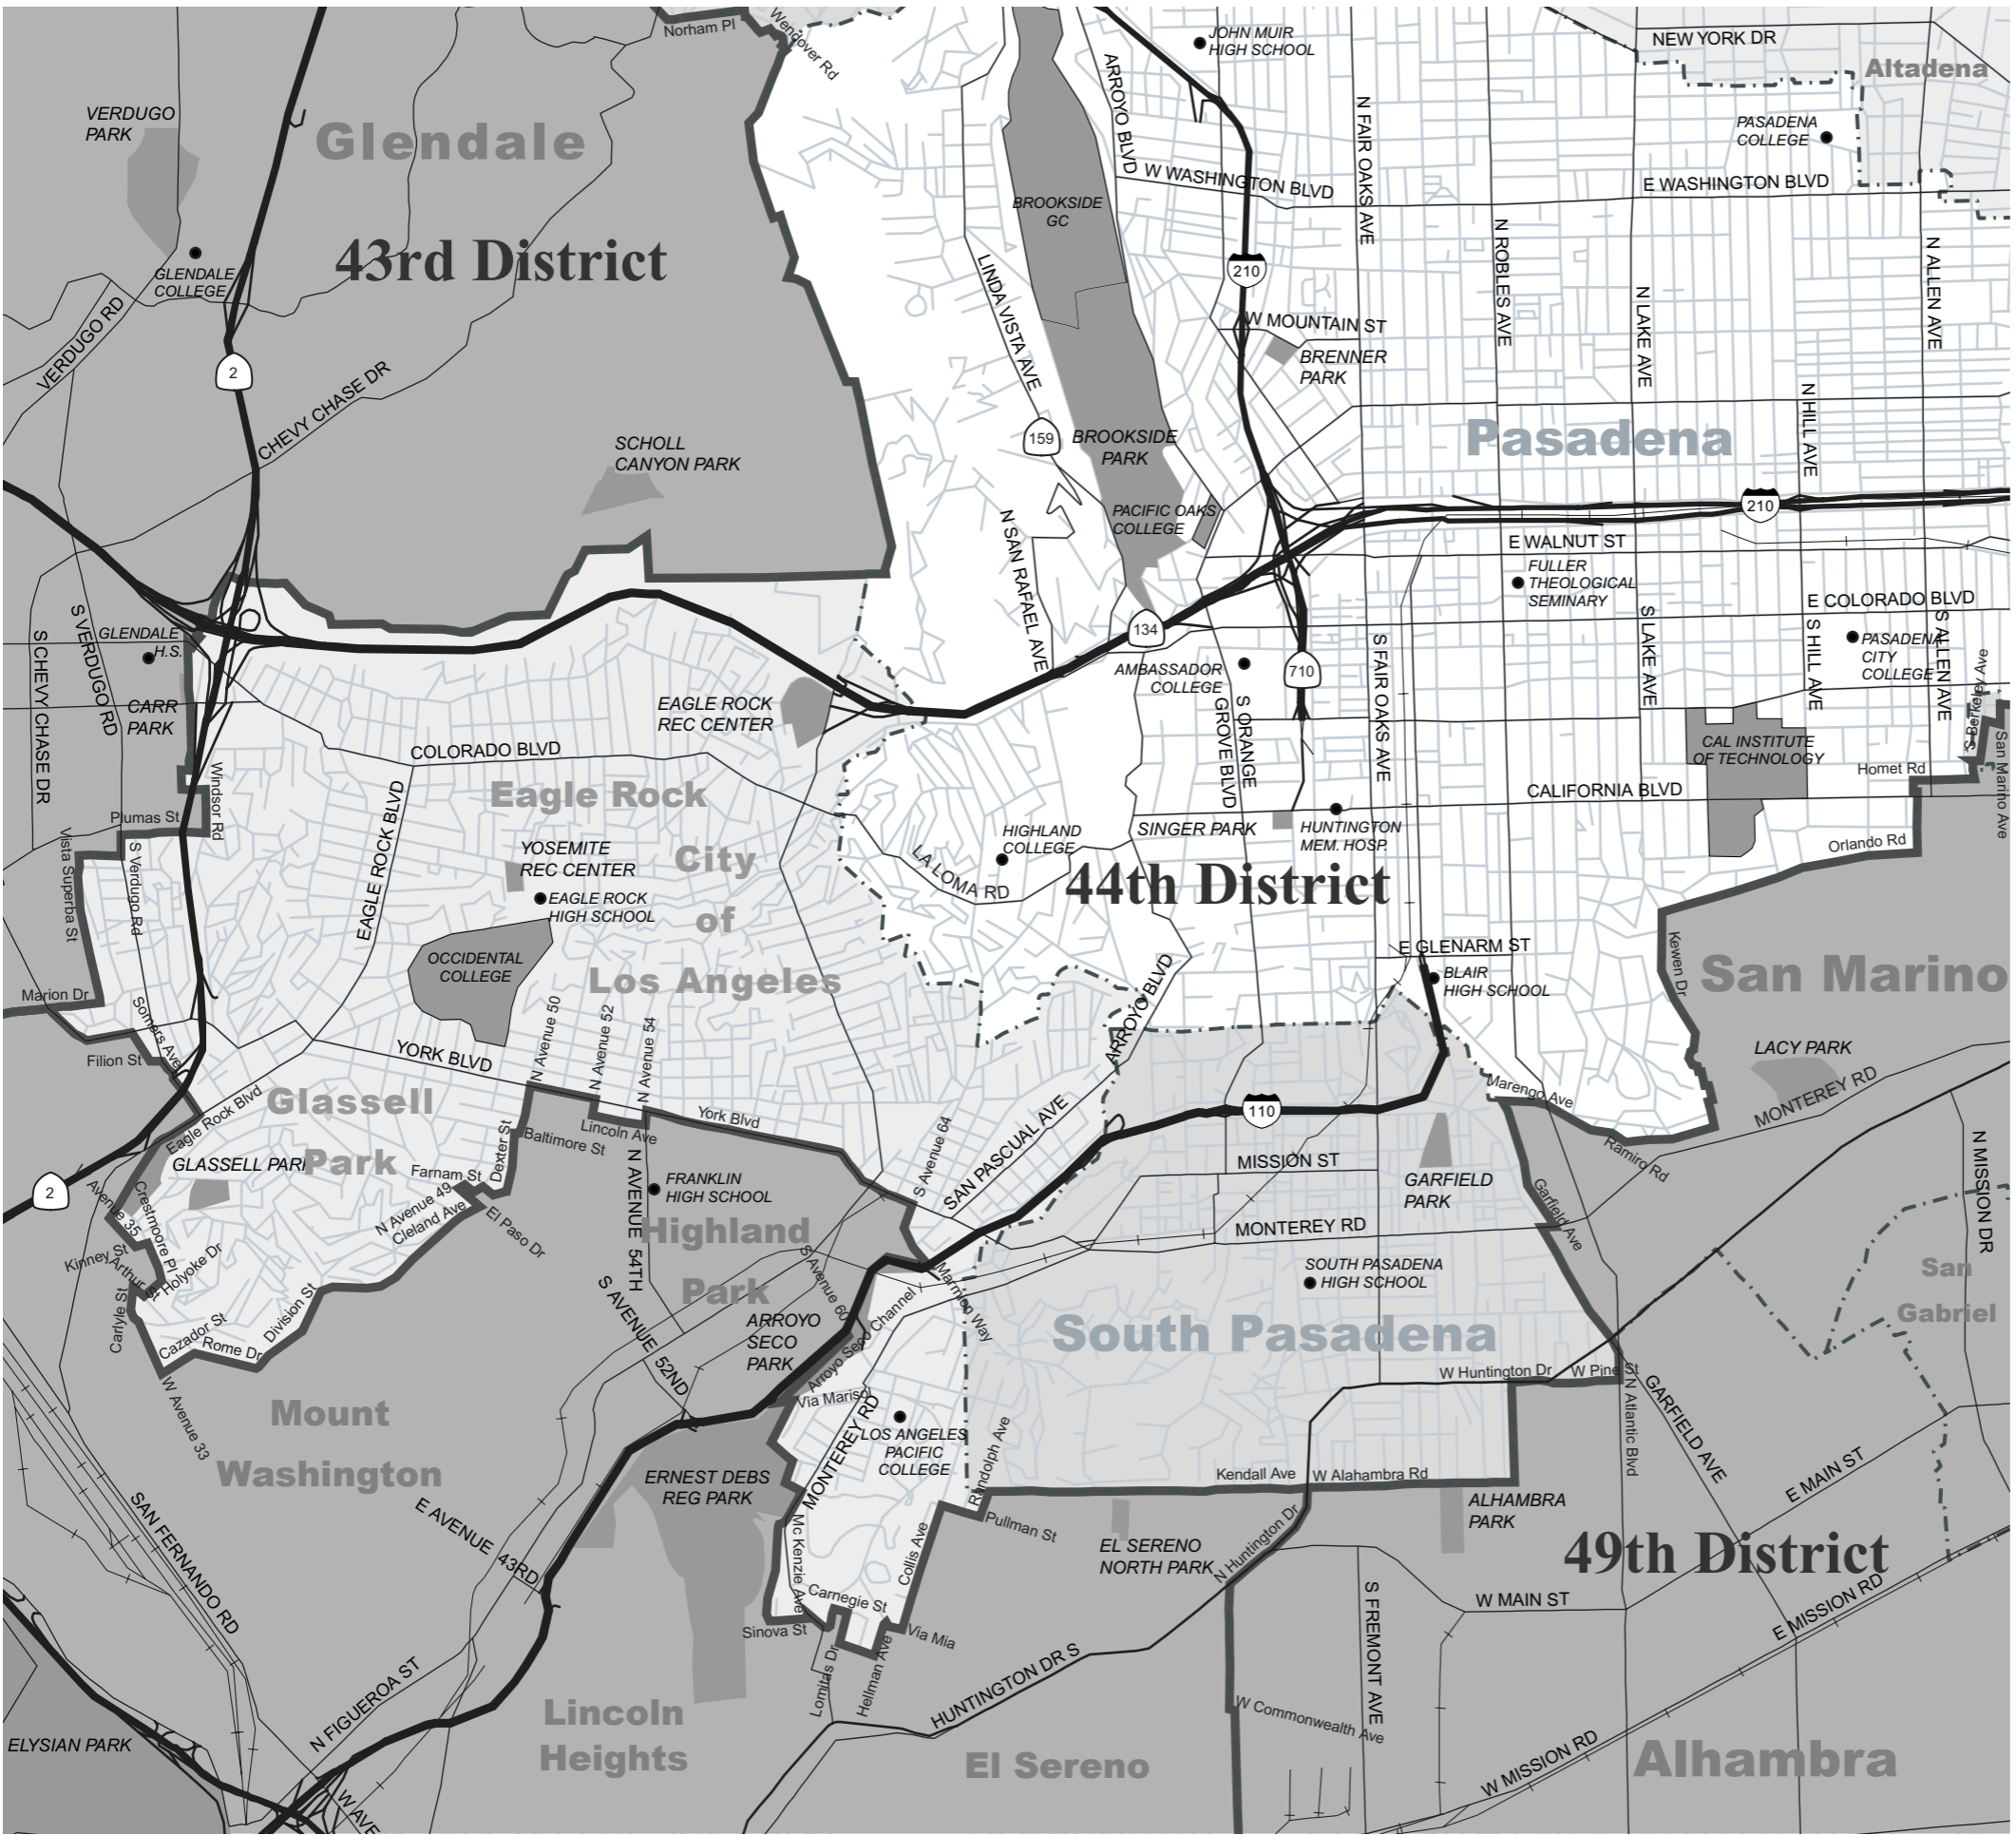 Norham Pl
Wendover Rd
JOHN MUIR
HIGH SCHOOL
NEW YORK DR
Altadena
VERDUGO
PARK
Glendale
ARROYO BLVD
N FAIR OAKS AVE
PASADENA
COLLEGE
W WASHINGTON BLVD
E WASHINGTON BLVD
BROOKSIDE
GC
43rd District
GLENDALE
COLLEGE
LINDA VISTA AVE
210
N ROBLES AVE
N LAKE AVE
N ALLEN AVE
VERDUGO RD
W MOUNTAIN ST
BRENNER
PARK
2
CHEVY CHASE DR
N HILL AVE
SCHOLL
CANYON PARK
159
BROOKSIDE
PARK
Pasadena
PACIFIC OAKS
COLLEGE
210
N SAN RAFAEL AVE
E WALNUT ST
FULLER
THEOLOGICAL
SEMINARY
E COLORADO BLVD
S CHEVY CHASE DR
S VERDUGO RD
GLENDALE
H.S.
134
S FAIR OAKS AVE
S LAKE AVE
S HILL AVE
PASADENA
CITY
COLLEGE
S ALLEN AVE
S Berkeley Ave
San Marino Ave
AMBASSADOR
COLLEGE
710
S ORANGE
GROVE BLVD
CARR
PARK
EAGLE ROCK
REC CENTER
COLORADO BLVD
CAL INSTITUTE
OF TECHNOLOGY
Homet Rd
Windsor Rd
Eagle Rock
EAGLE ROCK BLVD
CALIFORNIA BLVD
Plumas St
SINGER PARK
HUNTINGTON
MEM. HOSP.
HIGHLAND
COLLEGE
Orlando Rd
Vista Superba St
S Verdugo Rd
YOSEMITE
REC CENTER
City
of
Los Angeles
LA LOMA RD
44th District
EAGLE ROCK
HIGH SCHOOL
OCCIDENTAL
COLLEGE
E GLENARM ST
BLAIR
HIGH SCHOOL
Kewen Dr
San Marino
Marion Dr
Somers Ave
Filion St
ARROYO BLVD
N Avenue 50
N Avenue 52
N Avenue 54
YORK BLVD
LACY PARK
MONTEREY RD
Marengo Ave
Glassell
Park
Eagle Rock Blvd
GLASSELL PAR
York Blvd
Lincoln Ave
Baltimore St
Dexter St
Farnam St
110
S Avenue 64
SAN PASCUAL AVE
MISSION ST
Ramiro Rd
N MISSION DR
2
Avenue 35
Crestmoore Pl
N Avenue 49
Cleland Ave
El Paso Dr
N AVENUE 54TH
FRANKLIN
HIGH SCHOOL
Highland
Park
GARFIELD
PARK
Garfield Ave
MONTEREY RD
Kinney St
Arthur St
Holyoke Dr
Carlyle St
Cazador St
Rome Dr
Division St
S AVENUE 52ND
S Avenue 60
ARROYO
SECO
PARK
Arroyo Seco Channel
Marmion Way
SOUTH PASADENA
HIGH SCHOOL
San
Gabriel
South Pasadena
W Huntington Dr
W Pine St
W Avenue 33
Mount
Washington
Via Marisol
MONTEREY RD
LOS ANGELES
PACIFIC
COLLEGE
Randolph Ave
Kendall Ave
W Alahambra Rd
N Atlantic Blvd
GARFIELD AVE
E MAIN ST
ERNEST DEBS
REG PARK
E AVENUE 43RD
SAN FERNANDO RD
Mc Kenzie Ave
Collis Ave
Pullman St
EL SERENO
NORTH PARK
N Huntington Dr
ALHAMBRA
PARK
49th District
Carnegie St
Sinova St
Via Mia
Lomitas Dr
Hellman Ave
S FREMONT AVE
W MAIN ST
E MISSION RD
N FIGUEROA ST
HUNTINGTON DR S
W Commonwealth Ave
Lincoln
Heights
El Sereno
W MISSION RD
Alhambra
ELYSIAN PARK
W AVE